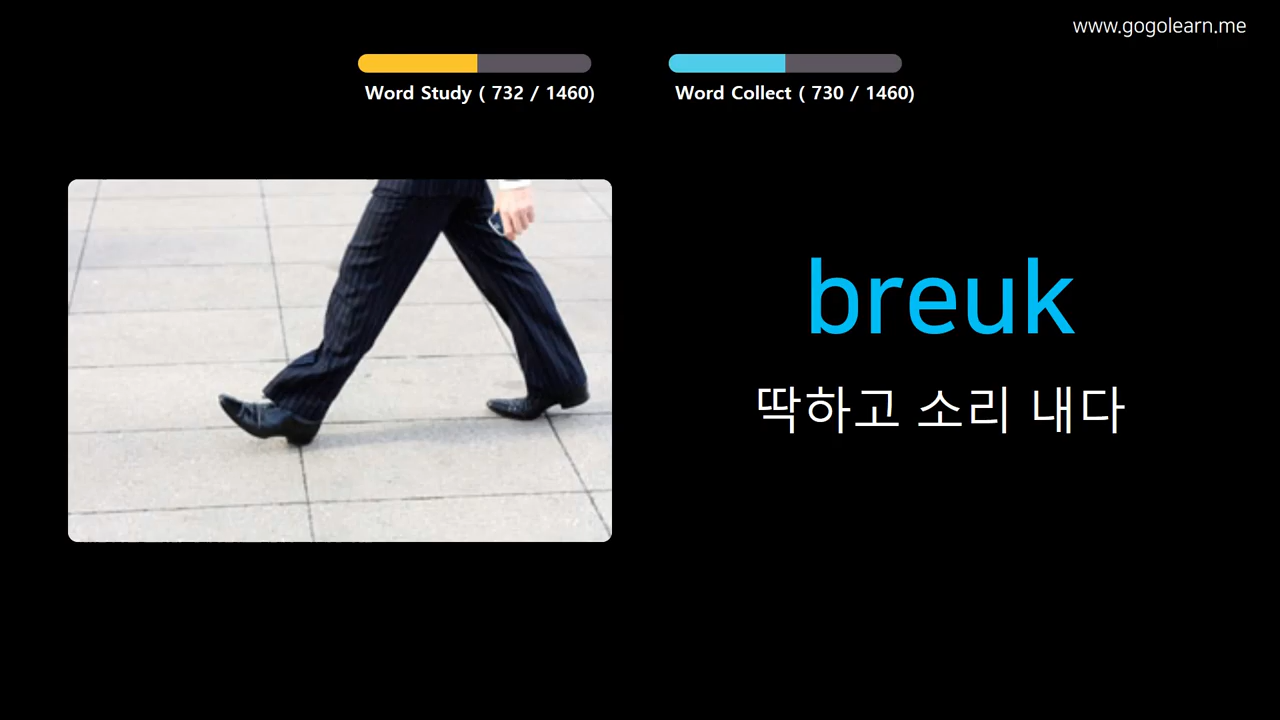 www.gogolearn.me
Word Study ( 732 / 1460)
Word Collect ( 730 / 1460)
breuk
딱하고 소리 내다